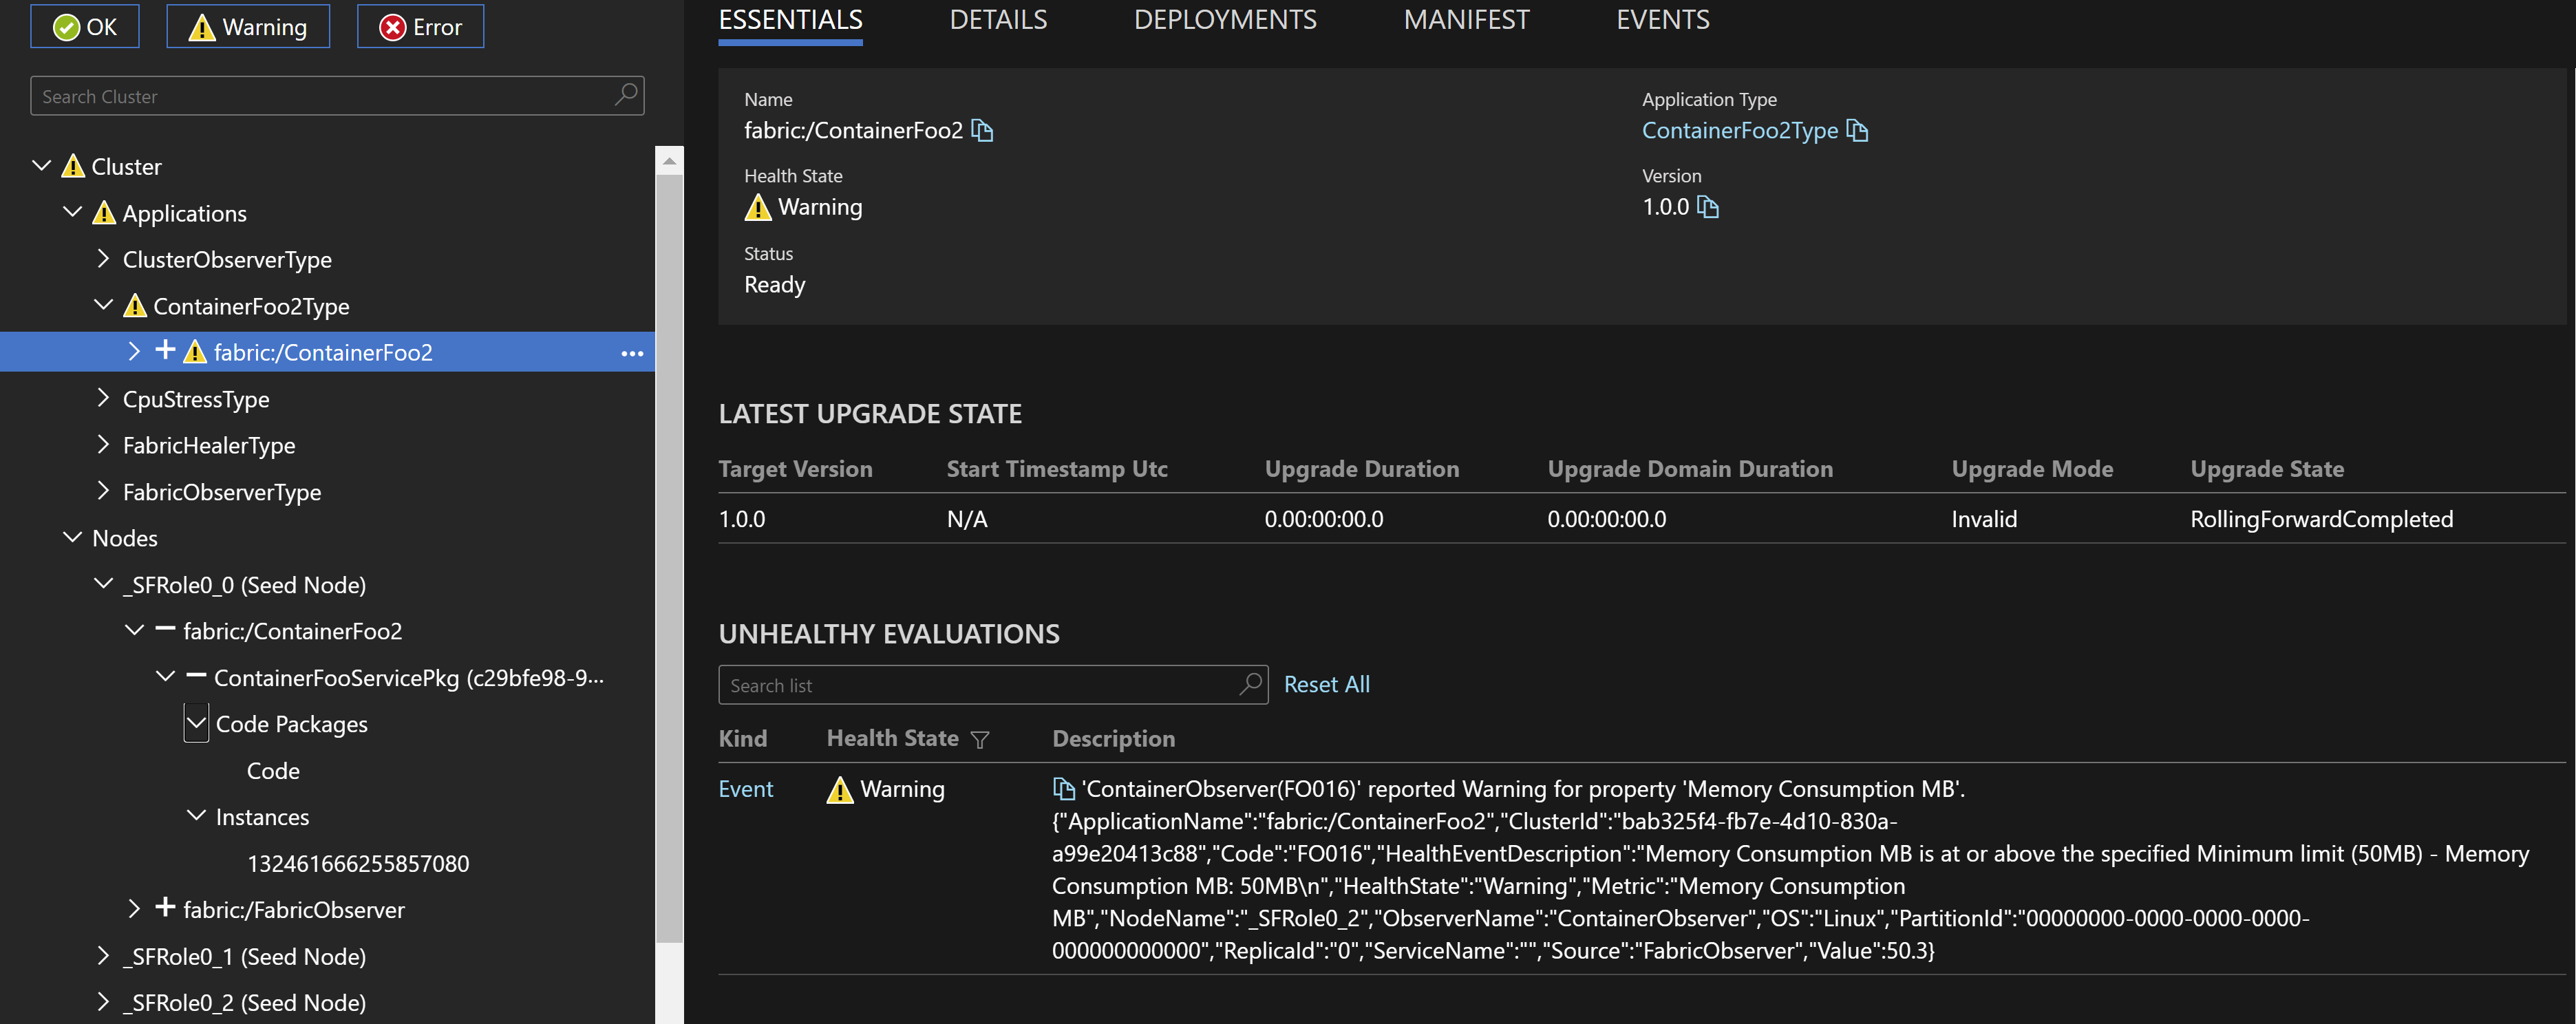 OK
Warning
Error
Search Cluster
Cluster
Applications
ClusterObserverType
ContainerFoo2Type
fabric:/ContainerFoo2
CpuStressType
FabricHealerType
FabricObserverType
Nodes
_SFRole0_0 (Seed Node)
fabric:/ContainerFoo2
ContainerFooServicePkg (c29bfe98-9...
Code Packages
Code
Instances
132461666255857080
fabric:/FabricObserver
_SFRole0_1 (Seed Node)
_SFRole0_2 (Seed Node)
ESSENTIALS DETAILS DEPLOYMENTS MANIFEST EVENTS
Name
fabric:/ContainerFoo2
Health State
Warning
Status
Ready
Application Type
ContainerFoo2Type
Version
1.0.0
LATEST UPGRADE STATE
Target Version Start Timestamp Utc Upgrade Duration Upgrade Domain Duration Upgrade Mode Upgrade State
1.0.0 N/A 0.00:00:00.0 0.00:00:00.0 Invalid RollingForwardCompleted
UNHEALTHY EVALUATIONS
Search list
Reset All
Kind Health State Description
Event Warning 'ContainerObserver(FO016)' reported Warning for property 'Memory Consumption MB'.
{"ApplicationName":"fabric:/ContainerFoo2","ClusterId":"bab325f4-fb7e-4d10-830a-
a99e20413c88","Code":"FO016","HealthEventDescription":"Memory Consumption MB is at or above the specified Minimum limit (50MB) - Memory
Consumption MB: 50MB\n","HealthState":"Warning","Metric":"Memory Consumption
MB","NodeName":"_SFRole0_2","ObserverName":"ContainerObserver","OS":"Linux","PartitionId":"00000000-0000-0000-0000-
000000000000","ReplicaId":"0","ServiceName":"","Source":"FabricObserver","Value":50.3}